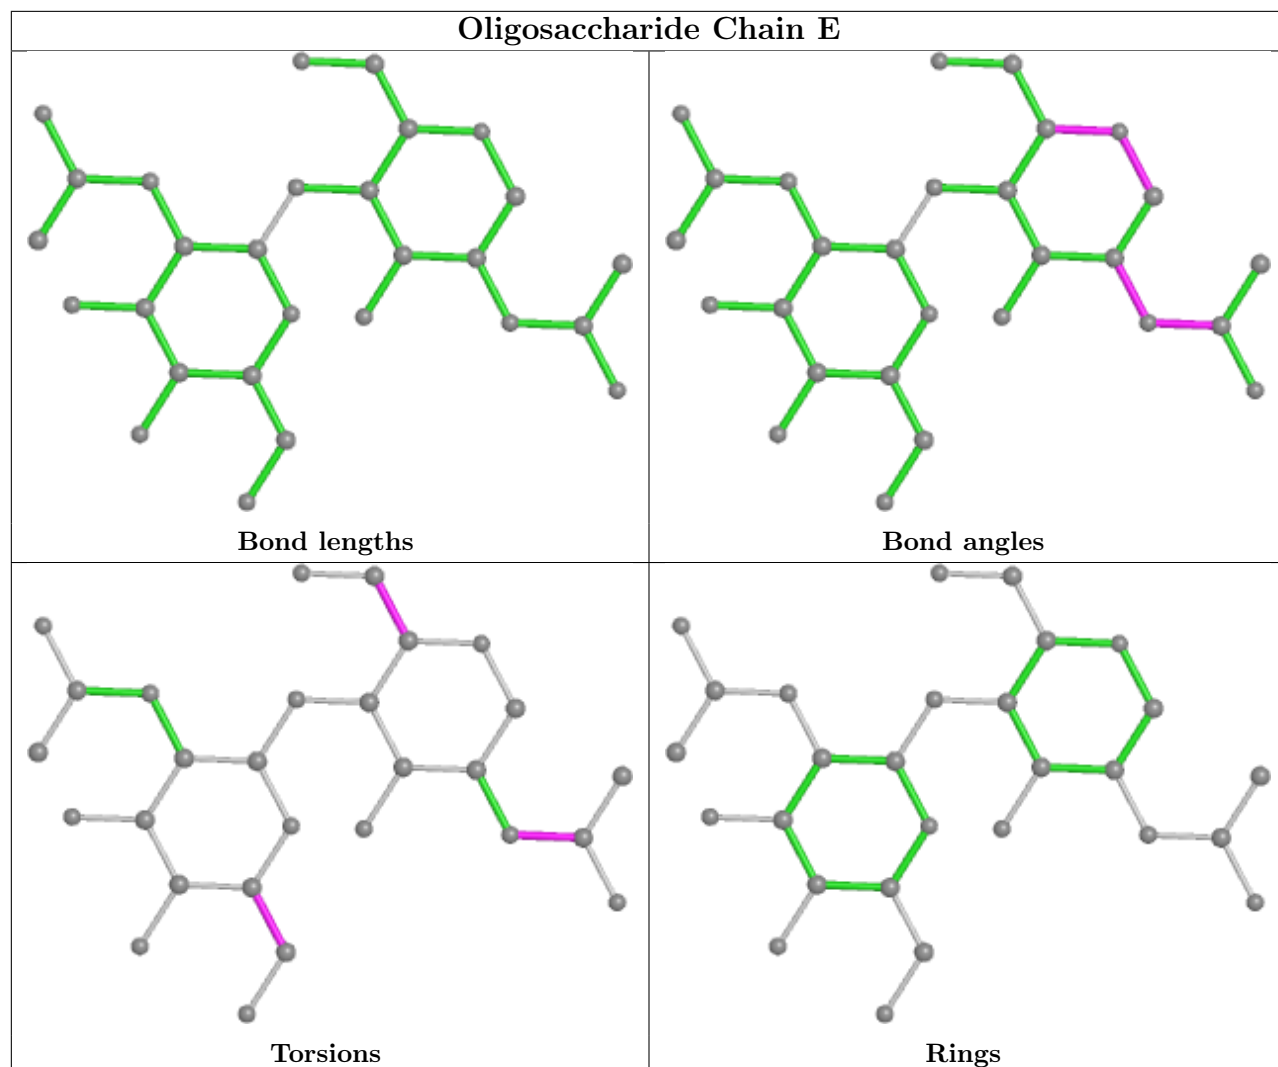 Oligosaccharide Chain E
Bond lengths
Bond angles
Torsions
Rings